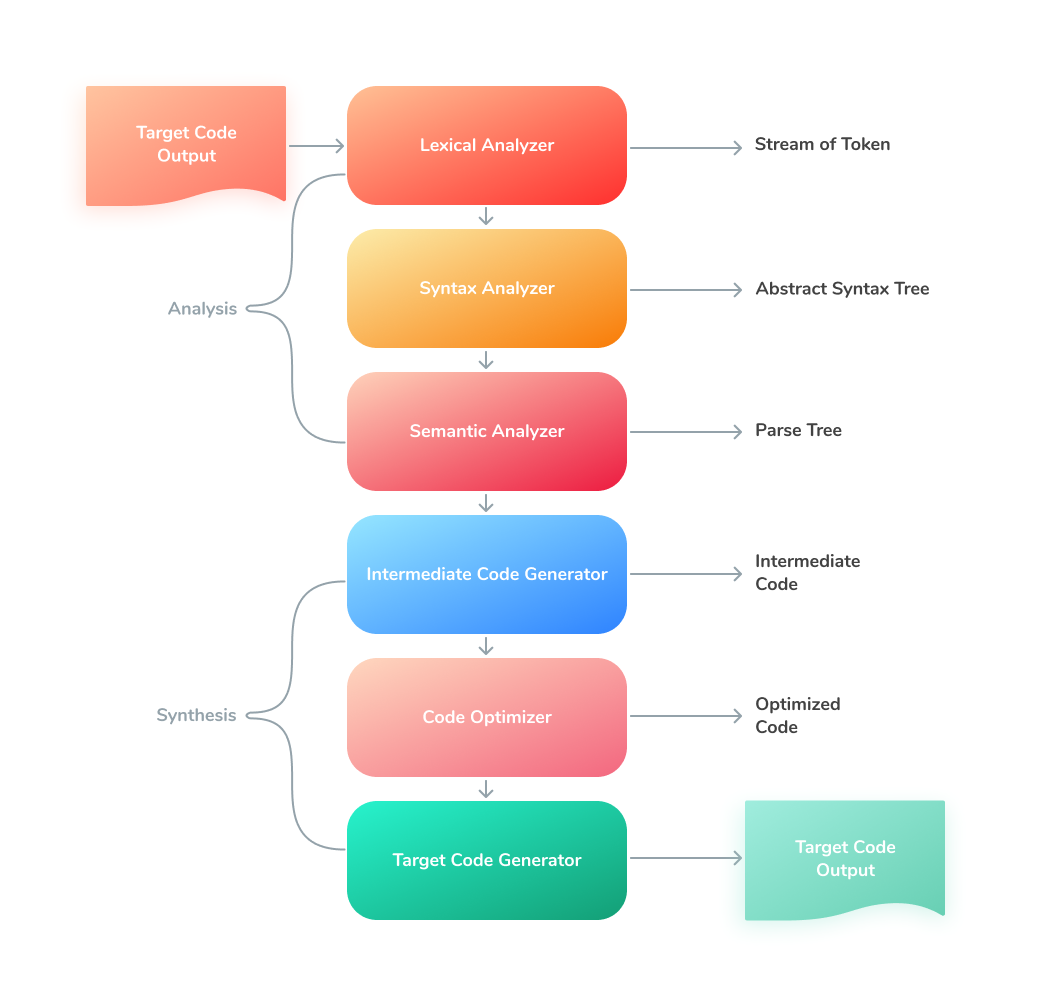 Target Code
Output
Lexical Analyzer
Stream of Token
Syntax Analyzer
Abstract Syntax Tree
Analysis
Semantic Analyzer
Parse Tree
Intermediate Code Generator
Intermediate
Code
Synthesis
Code Optimizer
Optimized
Code
Target Code Generator
Target Code
Output